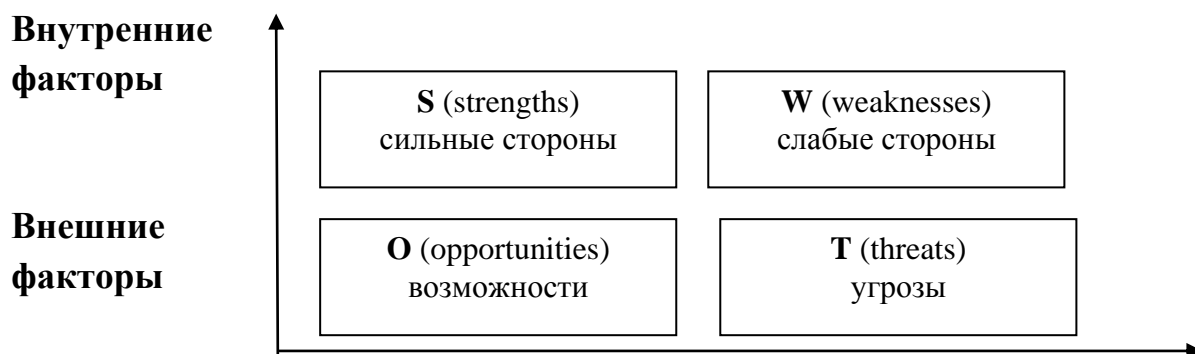 Внутренние
факторы
S (strengths)
сильные стороны
W (weaknesses)
слабые стороны
Внешние
факторы
O (opportunities)
возможности
T (threats)
угрозы